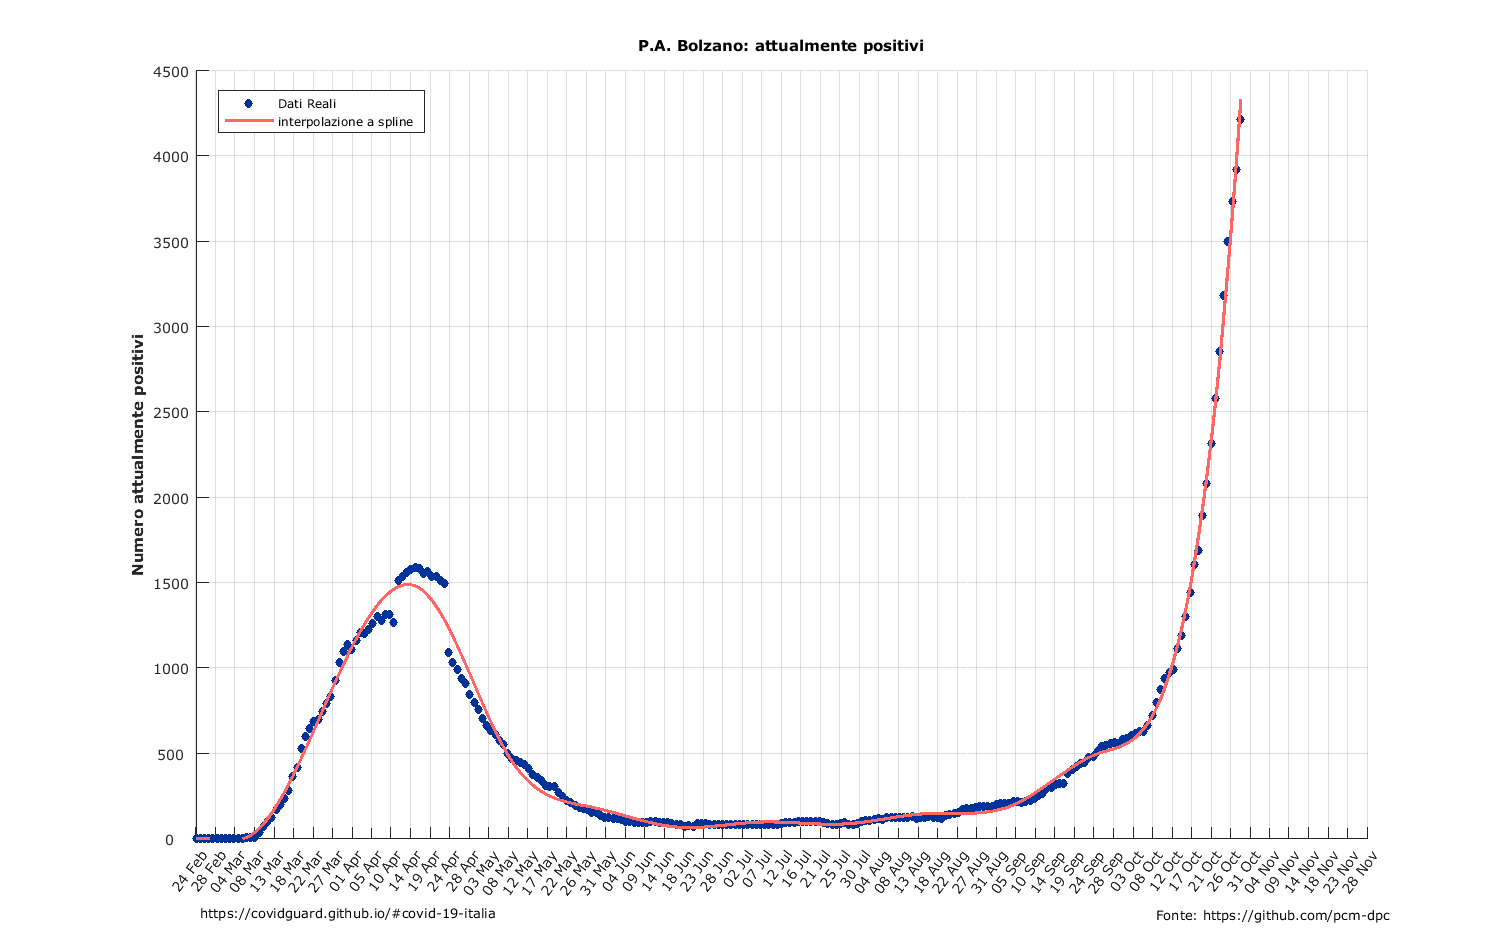 P.A. Bolzano: attualmente positivi
Dati Reali
interpolazione a spline
Numero attualmente positivi
4500
4000
3500
3000
2500
2000
1500
1000
500
0
24 Feb
28 Feb
04 Mar
08 Mar
13 Mar
18 Mar
22 Mar
27 Mar
01 Apr
05 Apr
10 Apr
14 Apr
19 Apr
24 Apr
28 Apr
03 May
08 May
12 May
17 May
22 May
26 May
31 May
04 Jun
09 Jun
14 Jun
18 Jun
23 Jun
28 Jun
02 Jul
07 Jul
12 Jul
16 Jul
21 Jul
25 Jul
30 Jul
04 Aug
08 Aug
13 Aug
18 Aug
22 Aug
27 Aug
31 Aug
05 Sep
10 Sep
14 Sep
19 Sep
24 Sep
28 Sep
03 Oct
08 Oct
12 Oct
17 Oct
21 Oct
26 Oct
31 Oct
04 Nov
09 Nov
14 Nov
18 Nov
23 Nov
28 Nov
https://covidguard.github.io/#covid-19-italia
Fonte: https://github.com/pcm-dpc